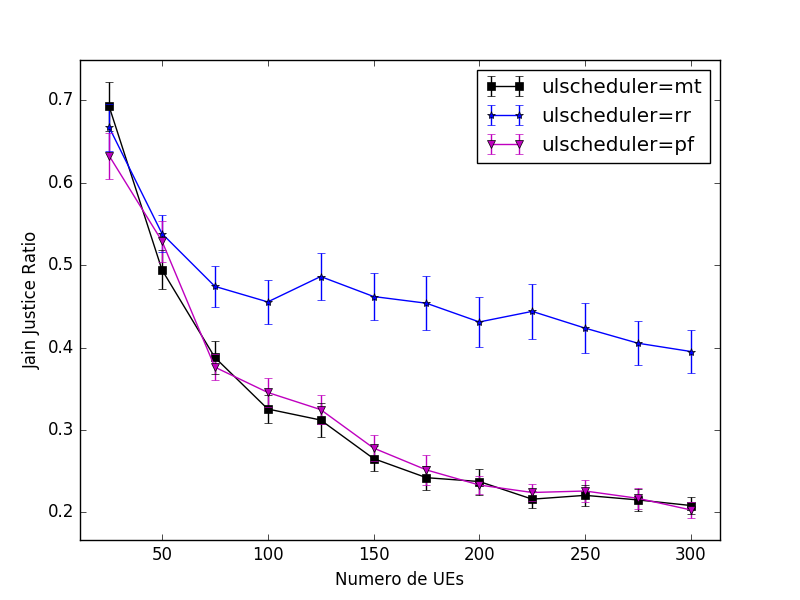 ulscheduler=mt
ulscheduler=rr
ulscheduler=pf
Jain Justice Ratio
0.7
0.6
0.5
0.4
0.3
0.2
50 100 150 200 250 300
Numero de UEs